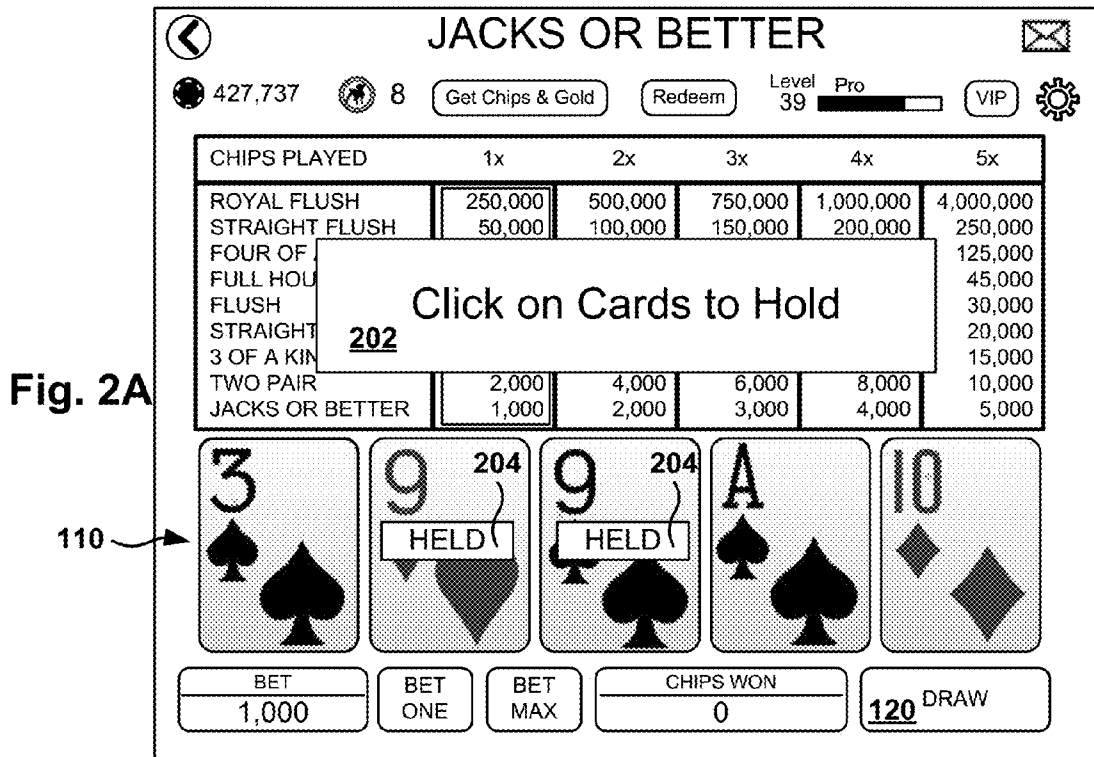 JACKS OR BETTER
427,737 8 Get Chips & Gold Redeem Level 39 Pro VIP
CHIPS PLAYED 1x 2x 3x 4x 5x
ROYAL FLUSH 250,000 500,000 750,000 1,000,000 4,000,000
STRAIGHT FLUSH 50,000 100,000 150,000 200,000 250,000
FOUR OF 125,000
FULL HOU 45,000
FLUSH 30,000
STRAIGHT 20,000
3 OF A KIN 15,000
Click on Cards to Hold
202
TWO PAIR 2,000 4,000 6,000 8,000 10,000
JACKS OR BETTER 1,000 2,000 3,000 4,000 5,000
Fig. 2A
3 9 204 9 204 A 10
110 HELD HELD
BET 1,000 BET ONE BET MAX CHIPS WON 0 120 DRAW